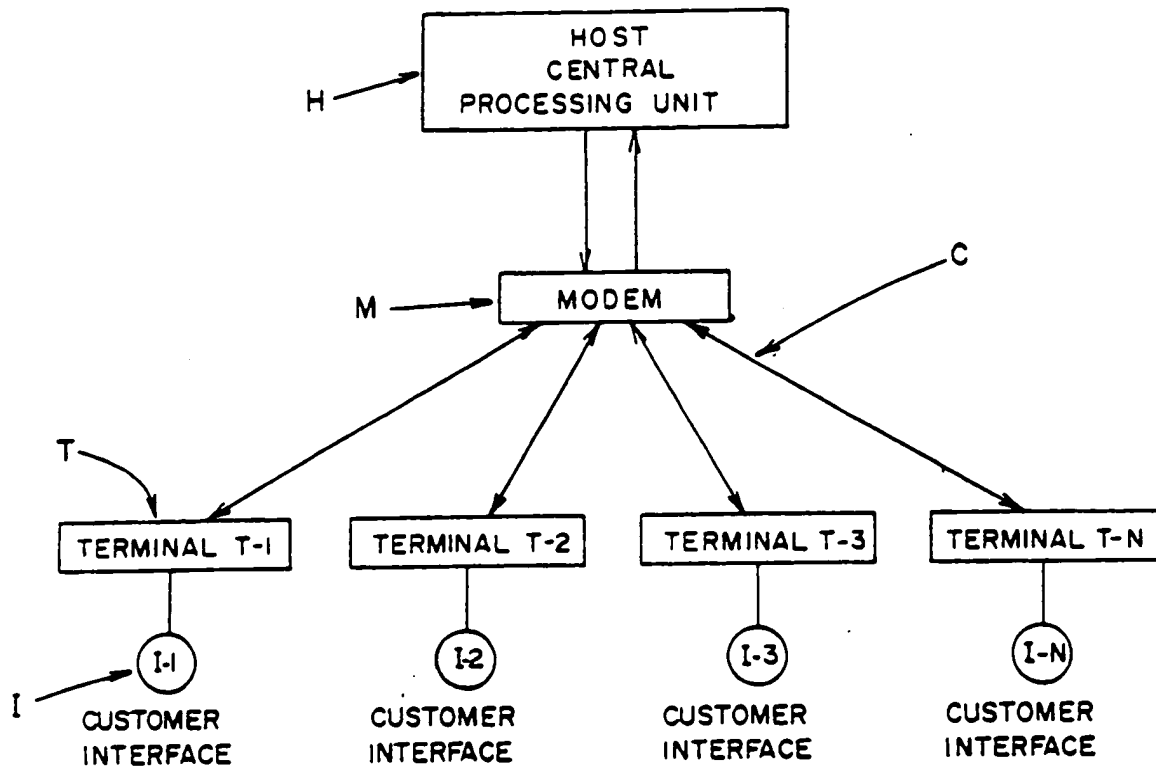 HOST
CENTRAL
PROCESSING UNIT
H
C
M
MODEM
T
TERMINAL T-1
TERMINAL T-2
TERMINAL T-3
TERMINAL T-N
I-1
I-2
I-3
I-N
I
CUSTOMER
INTERFACE
CUSTOMER
INTERFACE
CUSTOMER
INTERFACE
CUSTOMER
INTERFACE